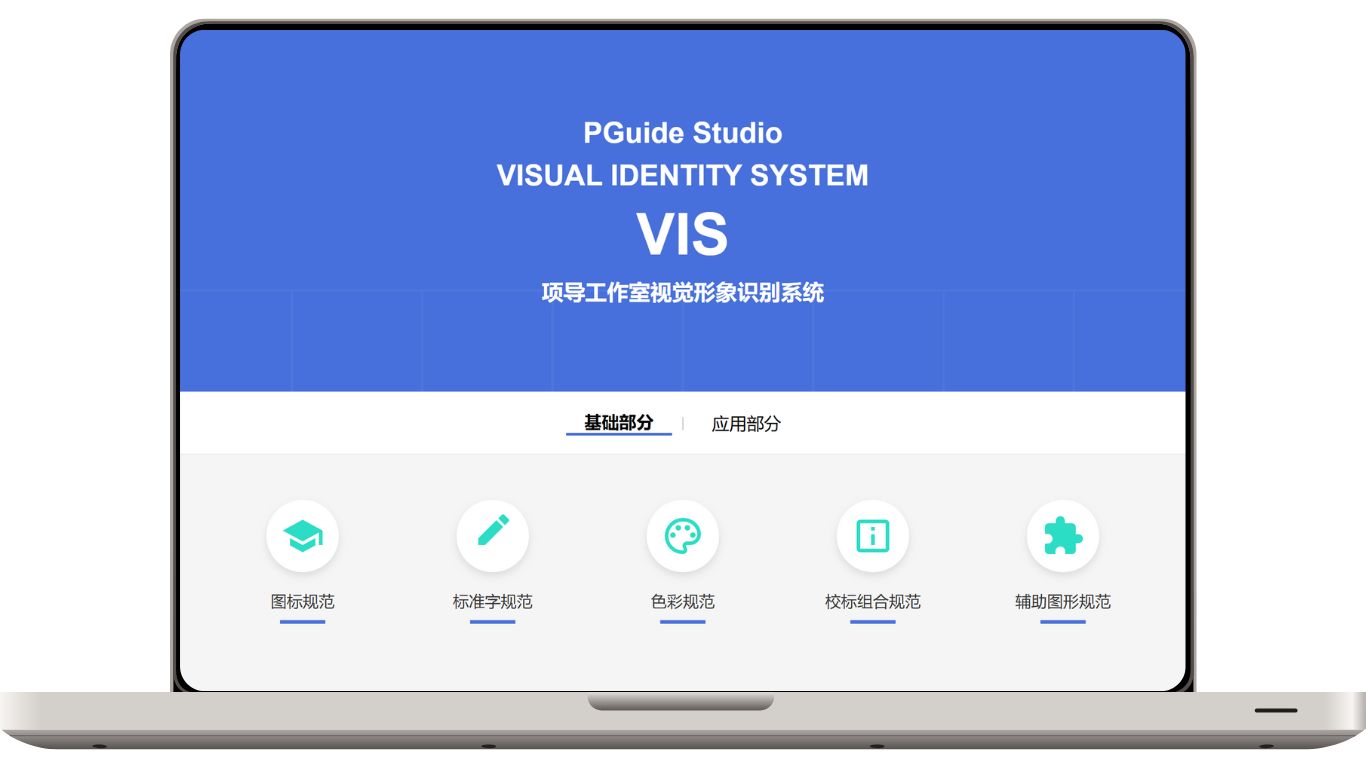 PGuide Studio
VISUAL IDENTITY SYSTEM
VIS
项导工作室视觉形象识别系统
基础部分 | 应用部分
图标规范 标准字规范 色彩规范 校标组合规范 辅助图形规范